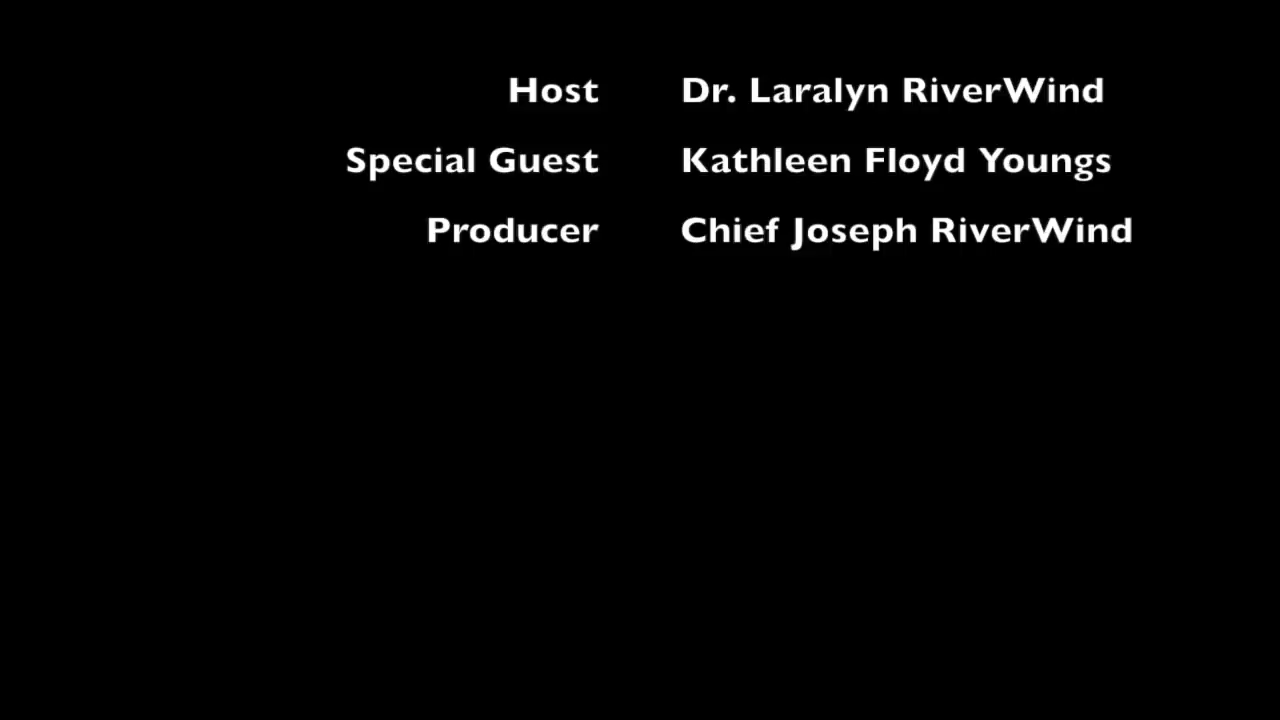 Host Dr. Laralyn RiverWind
Special Guest Kathleen Floyd Youngs
Producer Chief Joseph RiverWind